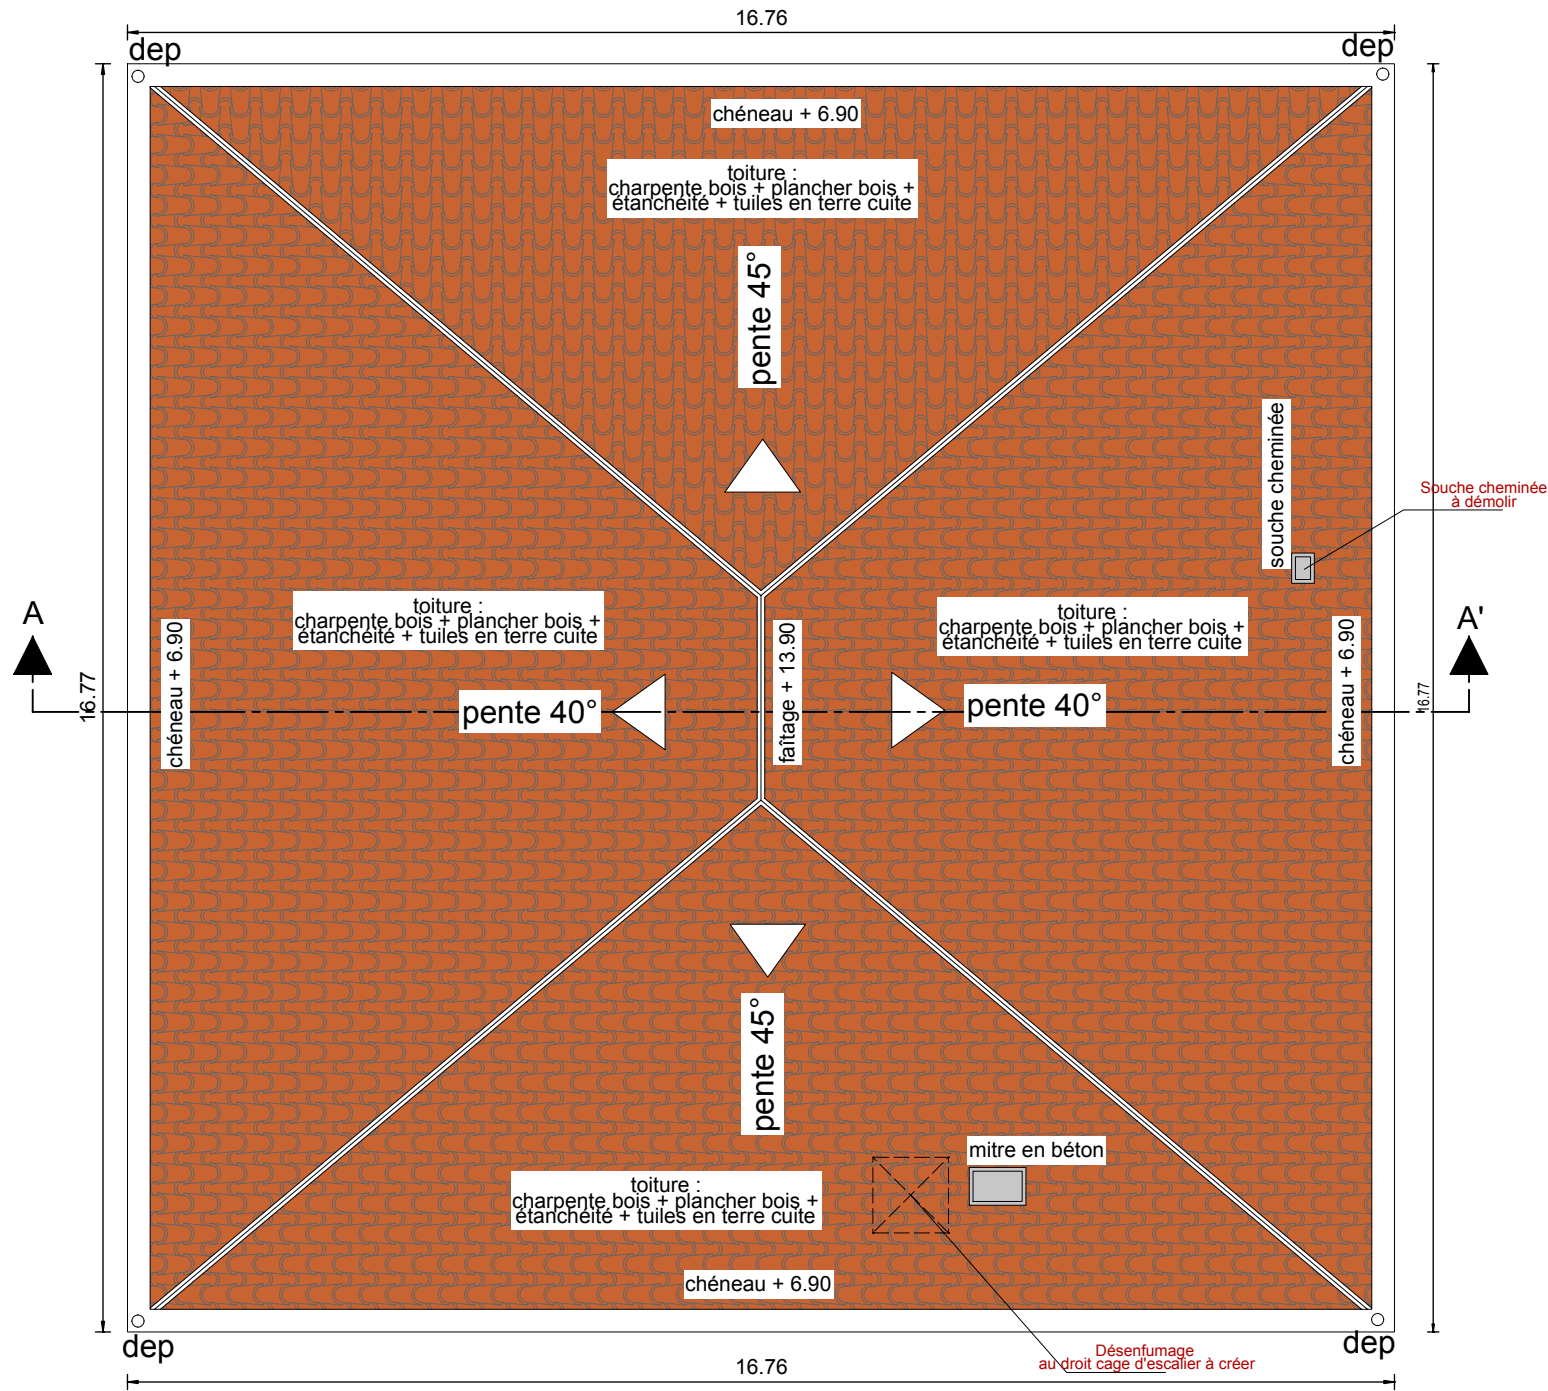 16.76
dep
dep
chéneau + 6.90
toiture :
charpente bois + plancher bois +
étanchéité + tuiles en terre cuite
pente 45°
souche cheminée
Souche cheminée
à démolir
A
toiture :
charpente bois + plancher bois +
étanchéité + tuiles en terre cuite
toiture :
charpente bois + plancher bois +
étanchéité + tuiles en terre cuite
A'
16.77
chéneau + 6.90
pente 40°
faîtage + 13.90
pente 40°
chéneau + 6.90
16.77
pente 45°
mitre en béton
toiture :
charpente bois + plancher bois +
étanchéité + tuiles en terre cuite
chéneau + 6.90
dep
dep
Désenfumage
au droit cage d'escalier à créer
16.76